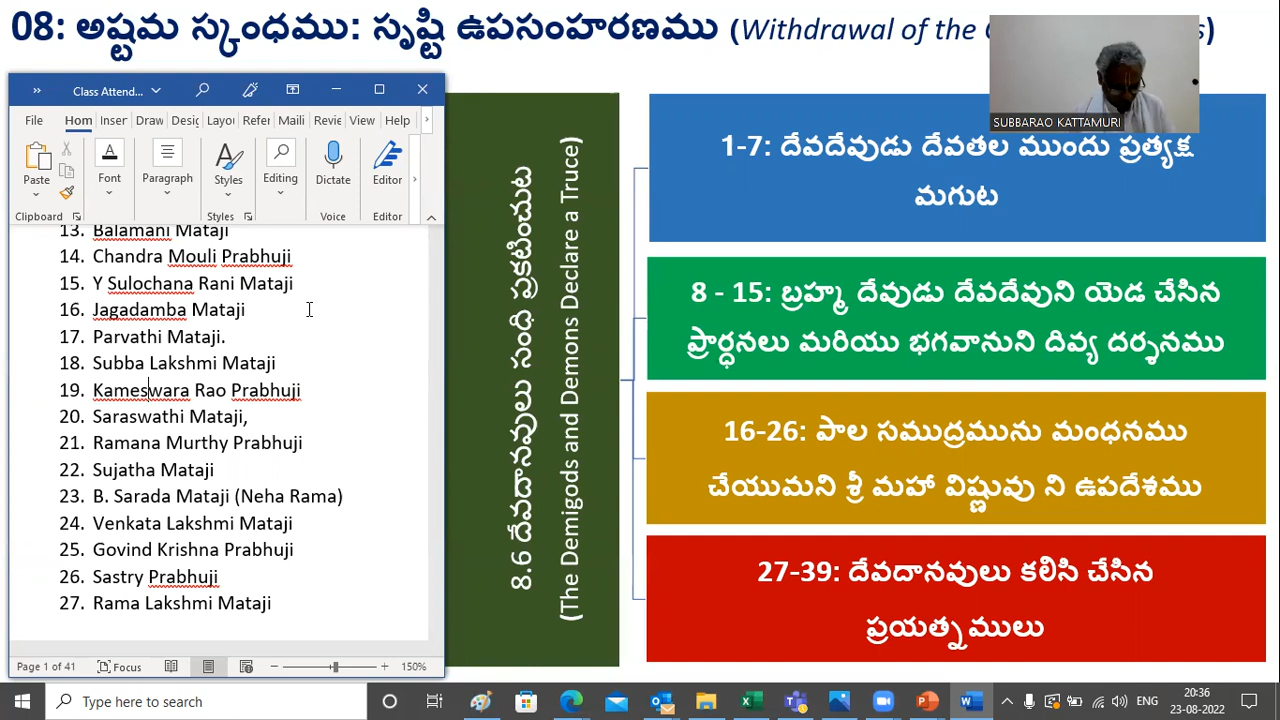 08: అష్టమ స్కంధము: సృష్టి ఉపసంహరణము (Withdrawal of the
SUBBARAO KATTAMURI
Class Attend...
File Hom Inser Draw Desig Layou Refer Maili Revie View Help
Paste Font Paragraph Styles Editing Dictate Editor
Clipboard Styles Voice Editor
13. Balamani Mataji
14. Chandra Mouli Prabhuji
15. Y Sulochana Rani Mataji
16. Jagadamba Mataji
17. Parvathi Mataji.
18. Subba Lakshmi Mataji
19. Kameswara Rao Prabhuji
20. Saraswathi Mataji,
21. Ramana Murthy Prabhuji
22. Sujatha Mataji
23. B. Sarada Mataji (Neha Rama)
24. Venkata Lakshmi Mataji
25. Govind Krishna Prabhuji
26. Sastry Prabhuji
27. Rama Lakshmi Mataji
Page 1 of 41 Focus 150%
8.6 దేవదానవులు సంధి ప్రకటించుట
(The Demigods and Demons Declare a Truce)
1-7: దేవదేవుడు దేవతల ముందు ప్రత్యక్ష
మగుట
8 - 15: బ్రహ్మ దేవుడు దేవదేవుని యెడ చేసిన
ప్రార్ధనలు మరియు భగవానుని దివ్య దర్శనము
16-26: పాల సముద్రమును మంధనము
చేయుమని శ్రీ మహా విష్ణువు ని ఉపదేశము
27-39: దేవదానవులు కలిసి చేసిన
ప్రయత్నములు
Type here to search
ENG
20:36
23-08-2022